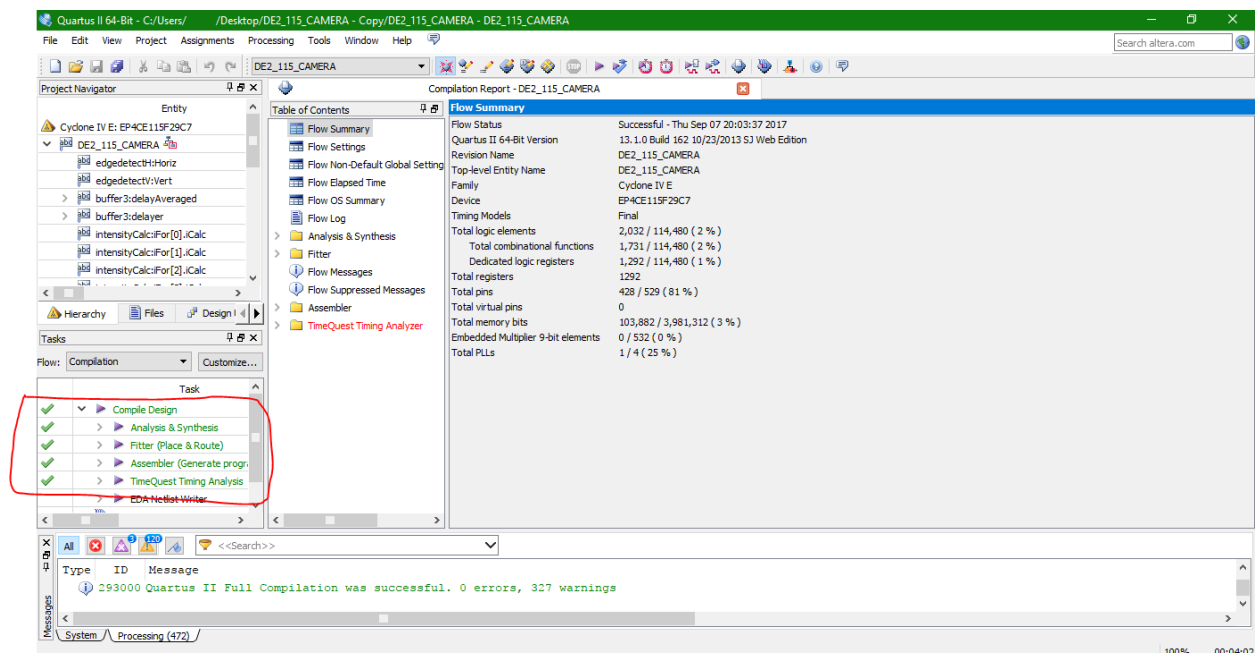 Quartus II 64-Bit - C:/Users/ /Desktop/DE2_115_CAMERA - Copy/DE2_115_CAMERA - DE2_115_CAMERA
File Edit View Project Assignments Processing Tools Window Help
Search altera.com
DE2_115_CAMERA
Project Navigator
Entity
Cyclone IV E: EP4CE115F29C7
DE2_115_CAMERA
edgedetectH:Horiz
edgedetectV:Vert
buffer3:delayAveraged
buffer3:delayer
intensityCalc:iFor[0].iCalc
intensityCalc:iFor[1].iCalc
intensityCalc:iFor[2].iCalc
Hierarchy Files Design
Tasks
Flow: Compilation Customize...
Task
Compile Design
Analysis & Synthesis
Fitter (Place & Route)
Assembler (Generate progr
TimeQuest Timing Analysis
EDA Netlist Writer
Compilation Report - DE2_115_CAMERA
Table of Contents
Flow Summary
Flow Settings
Flow Non-Default Global Setting
Flow Elapsed Time
Flow OS Summary
Flow Log
Analysis & Synthesis
Fitter
Flow Messages
Flow Suppressed Messages
Assembler
TimeQuest Timing Analyzer
Flow Summary
Flow Status Successful - Thu Sep 07 20:03:37 2017
Quartus II 64-Bit Version 13.1.0 Build 162 10/23/2013 SJ Web Edition
Revision Name DE2_115_CAMERA
Top-level Entity Name DE2_115_CAMERA
Family Cyclone IV E
Device EP4CE115F29C7
Timing Models Final
Total logic elements 2,032 / 114,480 ( 2 % )
Total combinational functions 1,731 / 114,480 ( 2 % )
Dedicated logic registers 1,292 / 114,480 ( 1 % )
Total registers 1292
Total pins 428 / 529 ( 81 % )
Total virtual pins 0
Total memory bits 103,882 / 3,981,312 ( 3 % )
Embedded Multiplier 9-bit elements 0 / 532 ( 0 % )
Total PLLs 1 / 4 ( 25 % )
All 3 120 <<Search>>
Type ID Message
293000 Quartus II Full Compilation was successful. 0 errors, 327 warnings
Messages
System Processing (472)
100% 00:04:02